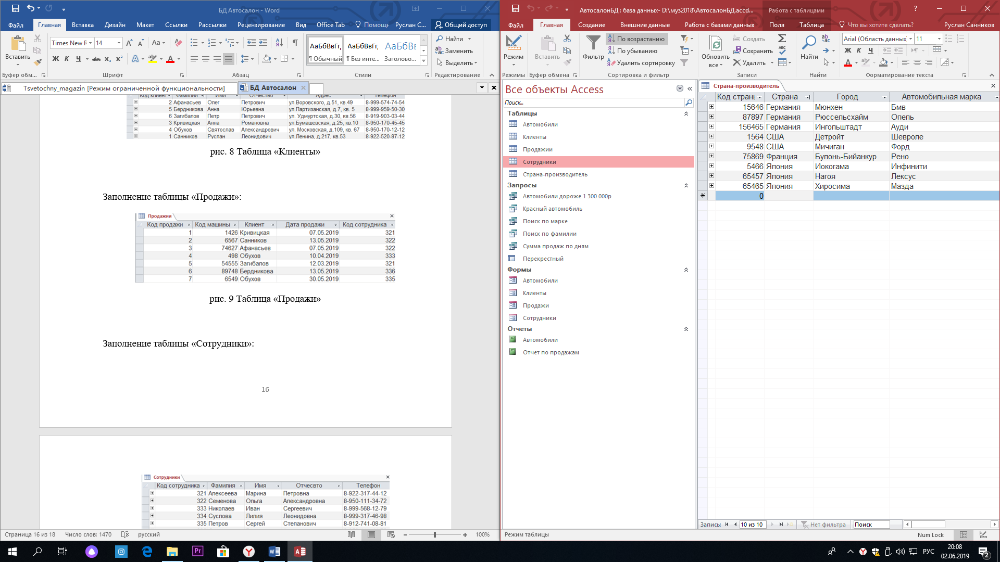 БД Автосалон - Word
Файл Главная Вставка Дизайн Макет Ссылки Рассылки Рецензирование Вид Office Tab Помощь Руслан С... Общий доступ
Times New R 14
Вставить
Найти
Заменить
Выделить
АаБбВвГг, АаБбВвГг, АаБбВв
¶ Обычный ¶ Без инте... Заголово...
Буфер обм... Шрифт Абзац Стили Редактирование
Tsvetochny_magazin [Режим ограниченной функциональности] БД Автосалон
Код клиент Фамилия Имя Отчество Адрес Телефон
2 Афанасьев Олег Петрович ул.Воровского, д.51, кв.49 8-999-574-74-54
5 Бердникова Анна Юрьевна ул.Партизанская, д.7, кв. 5 8-999-959-50-30
6 Загибалов Петр Петрович ул. Удмуртская, д.30, кв.56 8-919-903-03-44
3 Кривицкая Анна Романовна ул.Бумашевская, д.25, кв.10 8-950-170-45-45
4 Обухов Святослав Александрович ул. Московская, д.109, кв. 67 8-950-170-12-12
1 Санников Руслан Леонидович ул.Ленина, д.217, кв.53 8-922-520-87-12
рис. 8 Таблица «Клиенты»
Заполнение таблицы «Продажи»:
Продажии
Код продажи Код машины Клиент Дата продажи Код сотрудника
1 1426 Кривицкая 07.05.2019 321
2 6567 Санников 13.05.2019 322
3 74627 Афанасьев 07.05.2019 322
4 498 Обухов 10.04.2019 333
5 54555 Загибалов 12.03.2019 321
6 89748 Бердникова 13.05.2019 336
7 6549 Обухов 30.05.2019 335
рис. 9 Таблица «Продажи»
Заполнение таблицы «Сотрудники»:
16
Сотрудники
Код сотрудника Фамилия Имя Отчесвто Телефон
321 Алексеева Марина Петровна 8-922-317-44-12
322 Семенова Ольга Александровна 8-950-111-34-72
333 Николаев Иван Сергеевич 8-999-568-12-79
334 Суслова Лилия Леонидовна 8-999-317-46-98
335 Петров Сергей Степанович 8-912-741-08-81
Страница 16 из 18 Число слов: 1470 русский 100%
АвтосалонБД : база данных- D:\муз2018\АвтосалонБД.accd... Работа с таблицами
Файл Главная Создание Внешние данные Работа с базами данных Поля Таблица Что вы хотите сделать? Руслан Санников
Режим
Вставить
Фильтр
По возрастанию
По убыванию
Удалить сортировку
Обновить все
Создать
Сохранить
Удалить
Найти
Arial (Область данных 11
Режимы Буфер обмена Сортировка и фильтр Записи Найти Форматирование текста
Все объекты Access
Поиск...
Таблицы
Автомобили
Клиенты
Продажии
Сотрудники
Страна-производитель
Запросы
Автомобили дороже 1 300 000р
Красный автомобиль
Поиск по марке
Поиск по фамилии
Сумма продаж по дням
Перекрестный
Формы
Автомобили
Клиенты
Продажи
Сотрудники
Отчеты
Автомобили
Отчет по продажам
Страна-производитель
Код страны Страна Город Автомобильная марка
15646 Германия Мюнхен Бмв
87897 Германия Рюссельсхайм Опель
156465 Германия Ингольштадт Ауди
1564 США Детройт Шевроле
9548 США Мичиган Форд
75869 Франция Булонь-Бийанкур Рено
5466 Япония Иокогама Инфинити
65457 Япония Нагоя Лексус
65465 Япония Хиросима Мазда
0
Запись: 10 из 10 Нет фильтра Поиск
Режим таблицы Num Lock
РУС 20:08
02.06.2019
2